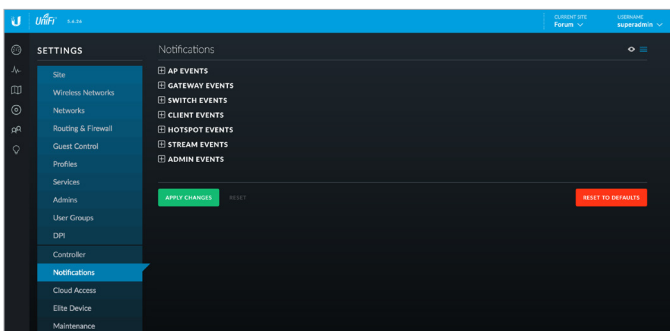 U UniFi 5.6.36
CURRENT SITE
Forum
USERNAME
superadmin
SETTINGS
Site
Wireless Networks
Networks
Routing & Firewall
Guest Control
Profiles
Services
Admins
User Groups
DPI
Controller
Notifications
Cloud Access
Elite Device
Maintenance
Notifications
AP EVENTS
GATEWAY EVENTS
SWITCH EVENTS
CLIENT EVENTS
HOTSPOT EVENTS
STREAM EVENTS
ADMIN EVENTS
APPLY CHANGES RESET
RESET TO DEFAULTS